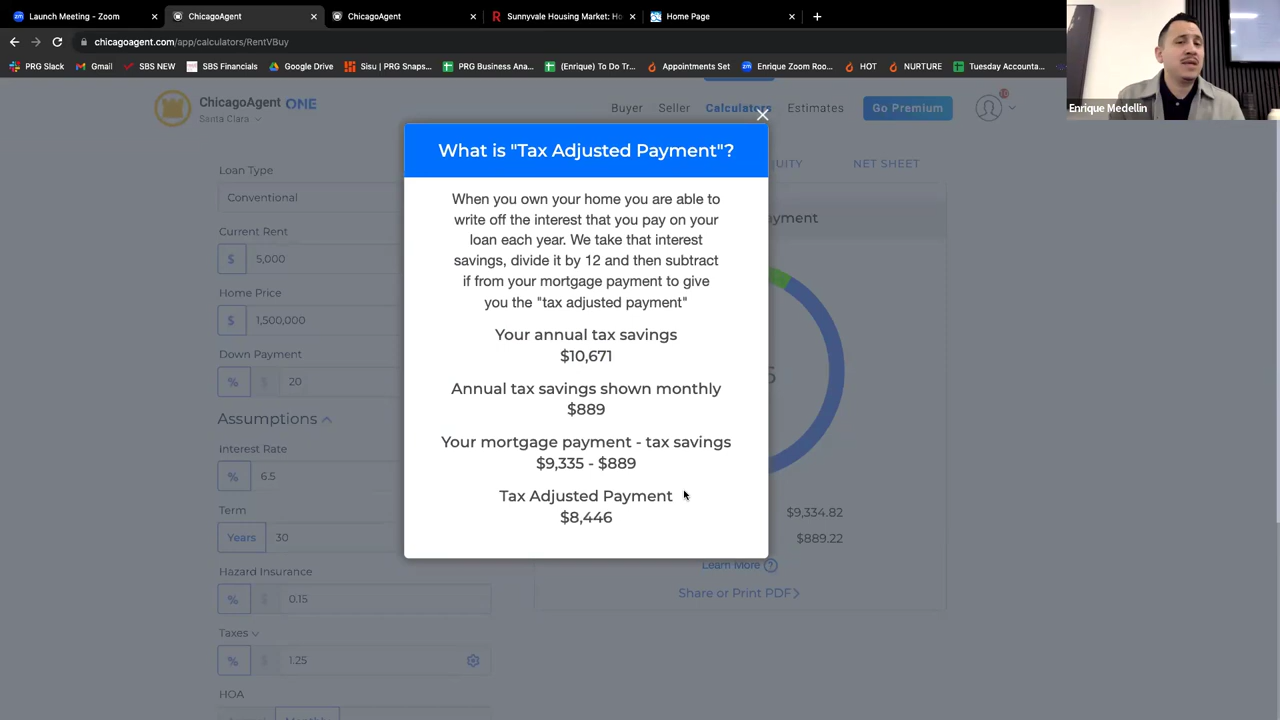 Launch Meeting - Zoom
ChicagoAgent
ChicagoAgent
Sunnyvale Housing Market: Ho
Home Page
chicagoagent.com/app/calculators/RentVBuy
PRG Slack
Gmail
SBS NEW
SBS Financials
Google Drive
Sisu | PRG Snaps...
PRG Business Ana...
(Enrique) To Do Tr...
Appointments Set
Enrique Zoom Roo...
HOT
NURTURE
Tuesday Accounta...
Enrique Medellin
ChicagoAgent ONE
Santa Clara
Buyer
Seller
Calculators
Estimates
Go Premium
EQUITY
NET SHEET
What is "Tax Adjusted Payment"?
When you own your home you are able to
write off the interest that you pay on your
loan each year. We take that interest
savings, divide it by 12 and then subtract
if from your mortgage payment to give
you the "tax adjusted payment"
Your annual tax savings
$10,671
Annual tax savings shown monthly
$889
Your mortgage payment - tax savings
$9,335 - $889
Tax Adjusted Payment
$8,446
Loan Type
Conventional
Current Rent
$ 5,000
Home Price
$ 1,500,000
Down Payment
% $ 20
Assumptions
Interest Rate
% 6.5
Term
Years 30
Hazard Insurance
% $ 0.15
Taxes
% $ 1.25
HOA
Monthly
yment
$9,334.82
$889.22
Learn More ?
Share or Print PDF